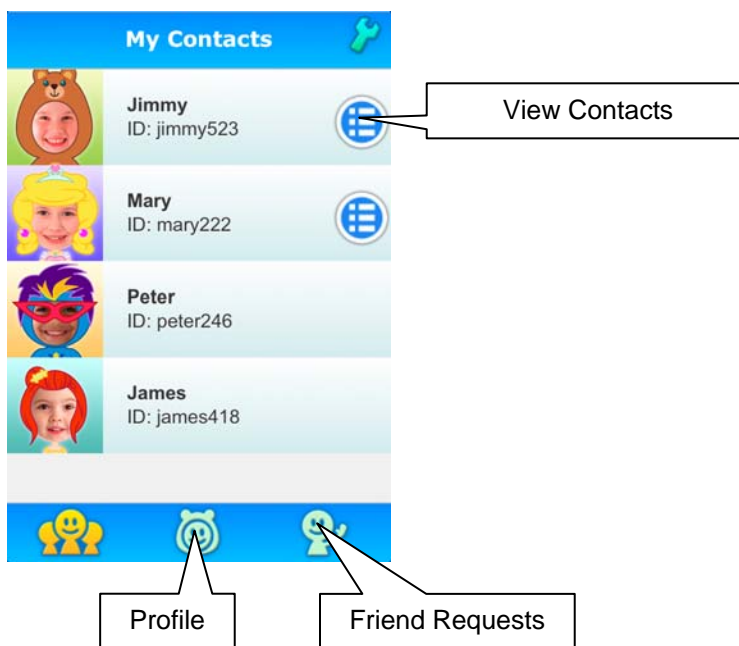 My Contacts
Jimmy
ID: jimmy523
View Contacts
Mary
ID: mary222
Peter
ID: peter246
James
ID: james418
Profile
Friend Requests